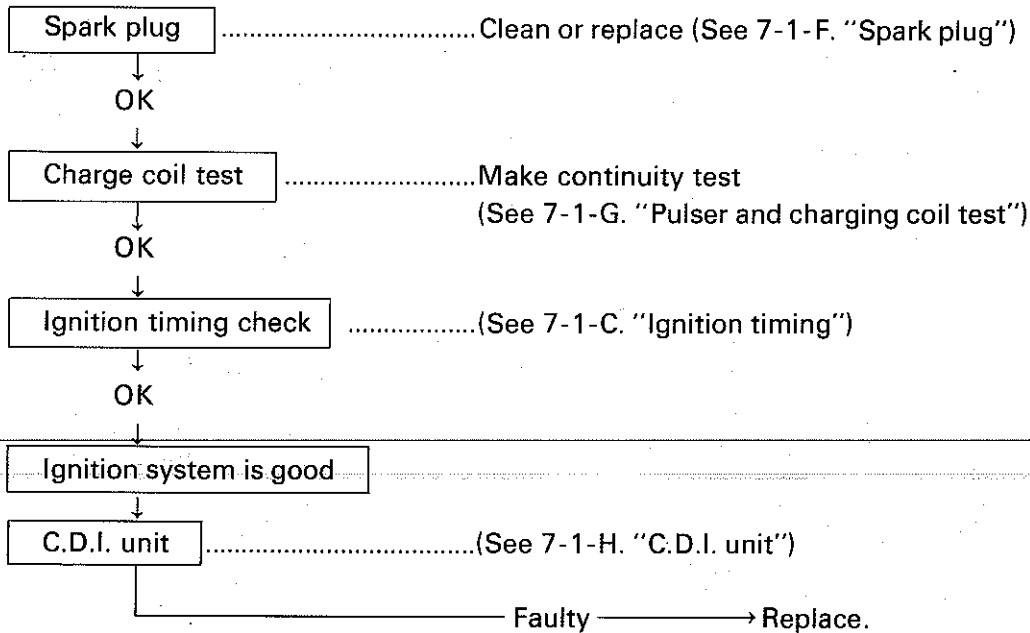 Spark plug ................................ Clean or replace (See 7-1-F. "Spark plug")
OK
Charge coil test ........................ Make continuity test
(See 7-1-G. "Pulser and charging coil test")
OK
Ignition timing check ................ (See 7-1-C. "Ignition timing")
OK
Ignition system is good
C.D.I. unit .................................. (See 7-1-H. "C.D.I. unit")
Faulty → Replace.